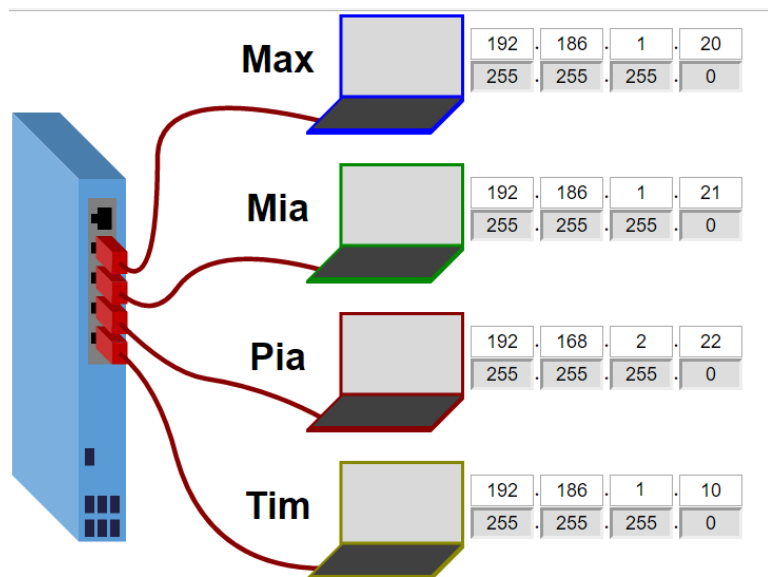 Max
192 . 186 . 1 . 20
255 . 255 . 255 . 0
Mia
192 . 186 . 1 . 21
255 . 255 . 255 . 0
Pia
192 . 168 . 2 . 22
255 . 255 . 255 . 0
Tim
192 . 186 . 1 . 10
255 . 255 . 255 . 0